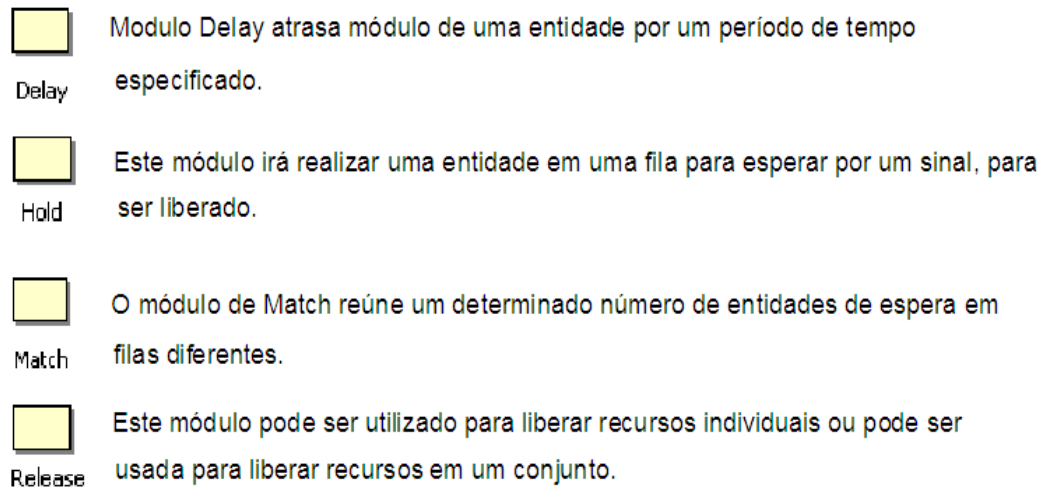 Modulo Delay atrasa módulo de uma entidade por um período de tempo
especificado.
Delay
Este módulo irá realizar uma entidade em uma fila para esperar por um sinal, para
ser liberado.
Hold
O módulo de Match reúne um determinado número de entidades de espera em
filas diferentes.
Match
Este módulo pode ser utilizado para liberar recursos individuais ou pode ser
usada para liberar recursos em um conjunto.
Release